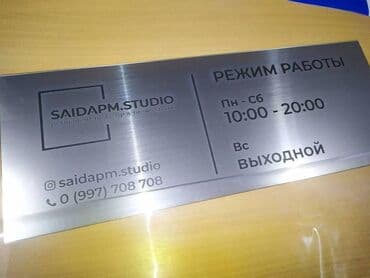 SAIDAPM.STUDIO
saidapm.studio
0 (997) 708 708
РЕЖИМ РАБОТЫ
Пн - Сб
10:00 - 20:00
Вс
ВЫХОДНОЙ